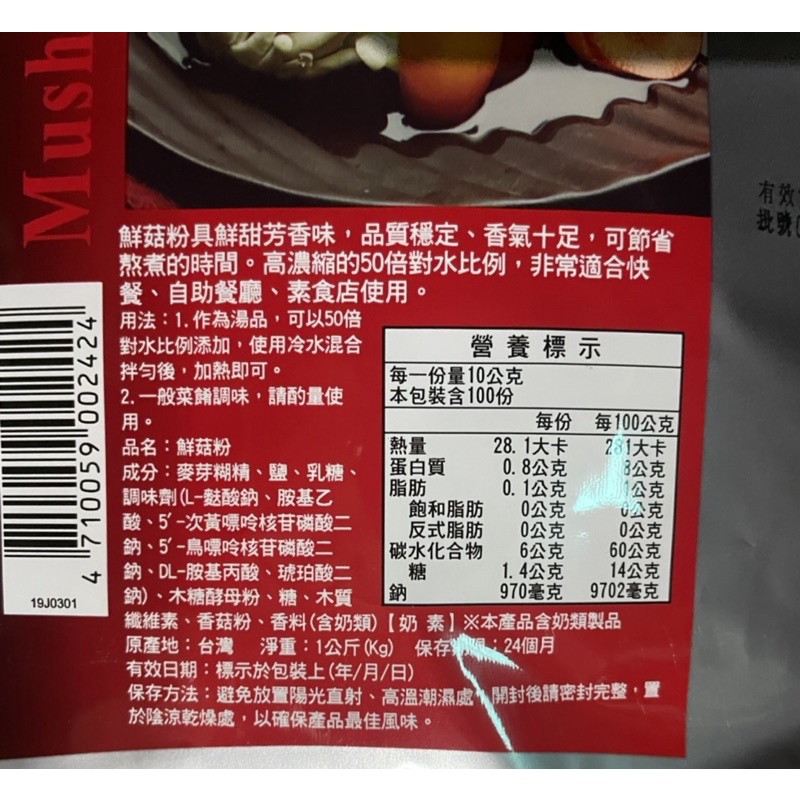 Mush
有效
批號(
鮮菇粉具鮮甜芳香味，品質穩定、香氣十足，可節省
熬煮的時間。高濃縮的50倍對水比例，非常適合快
餐、自助餐廳、素食店使用。
用法：1.作為湯品，可以50倍
對水比例添加，使用冷水混合
拌勻後，加熱即可。
2.一般菜餚調味，請酌量使
用。
品名：鮮菇粉
成分：麥芽糊精、鹽、乳糖、
調味劑(L-麩酸鈉、胺基乙
酸、5′-次黃嘌呤核苷磷酸二
鈉、5′-鳥嘌呤核苷磷酸二
鈉、DL-胺基丙酸、琥珀酸二
鈉)、木糖酵母粉、糖、木質
纖維素、香菇粉、香料(含奶類)【奶 素】※本產品含奶類製品
原產地：台灣 淨重：1公斤(Kg) 保存期限：24個月
有效日期：標示於包裝上(年/月/日)
保存方法：避免放置陽光直射、高溫潮濕處，開封後請密封完整，置
於陰涼乾燥處，以確保產品最佳風味。
營養標示
每一份量10公克
本包裝含100份
每份 每100公克
熱量 28.1大卡 281大卡
蛋白質 0.8公克 8公克
脂肪 0.1公克 1公克
飽和脂肪 0公克 0公克
反式脂肪 0公克 0公克
碳水化合物 6公克 60公克
糖 1.4公克 14公克
鈉 970毫克 9702毫克
4 710059 002424
19J0301